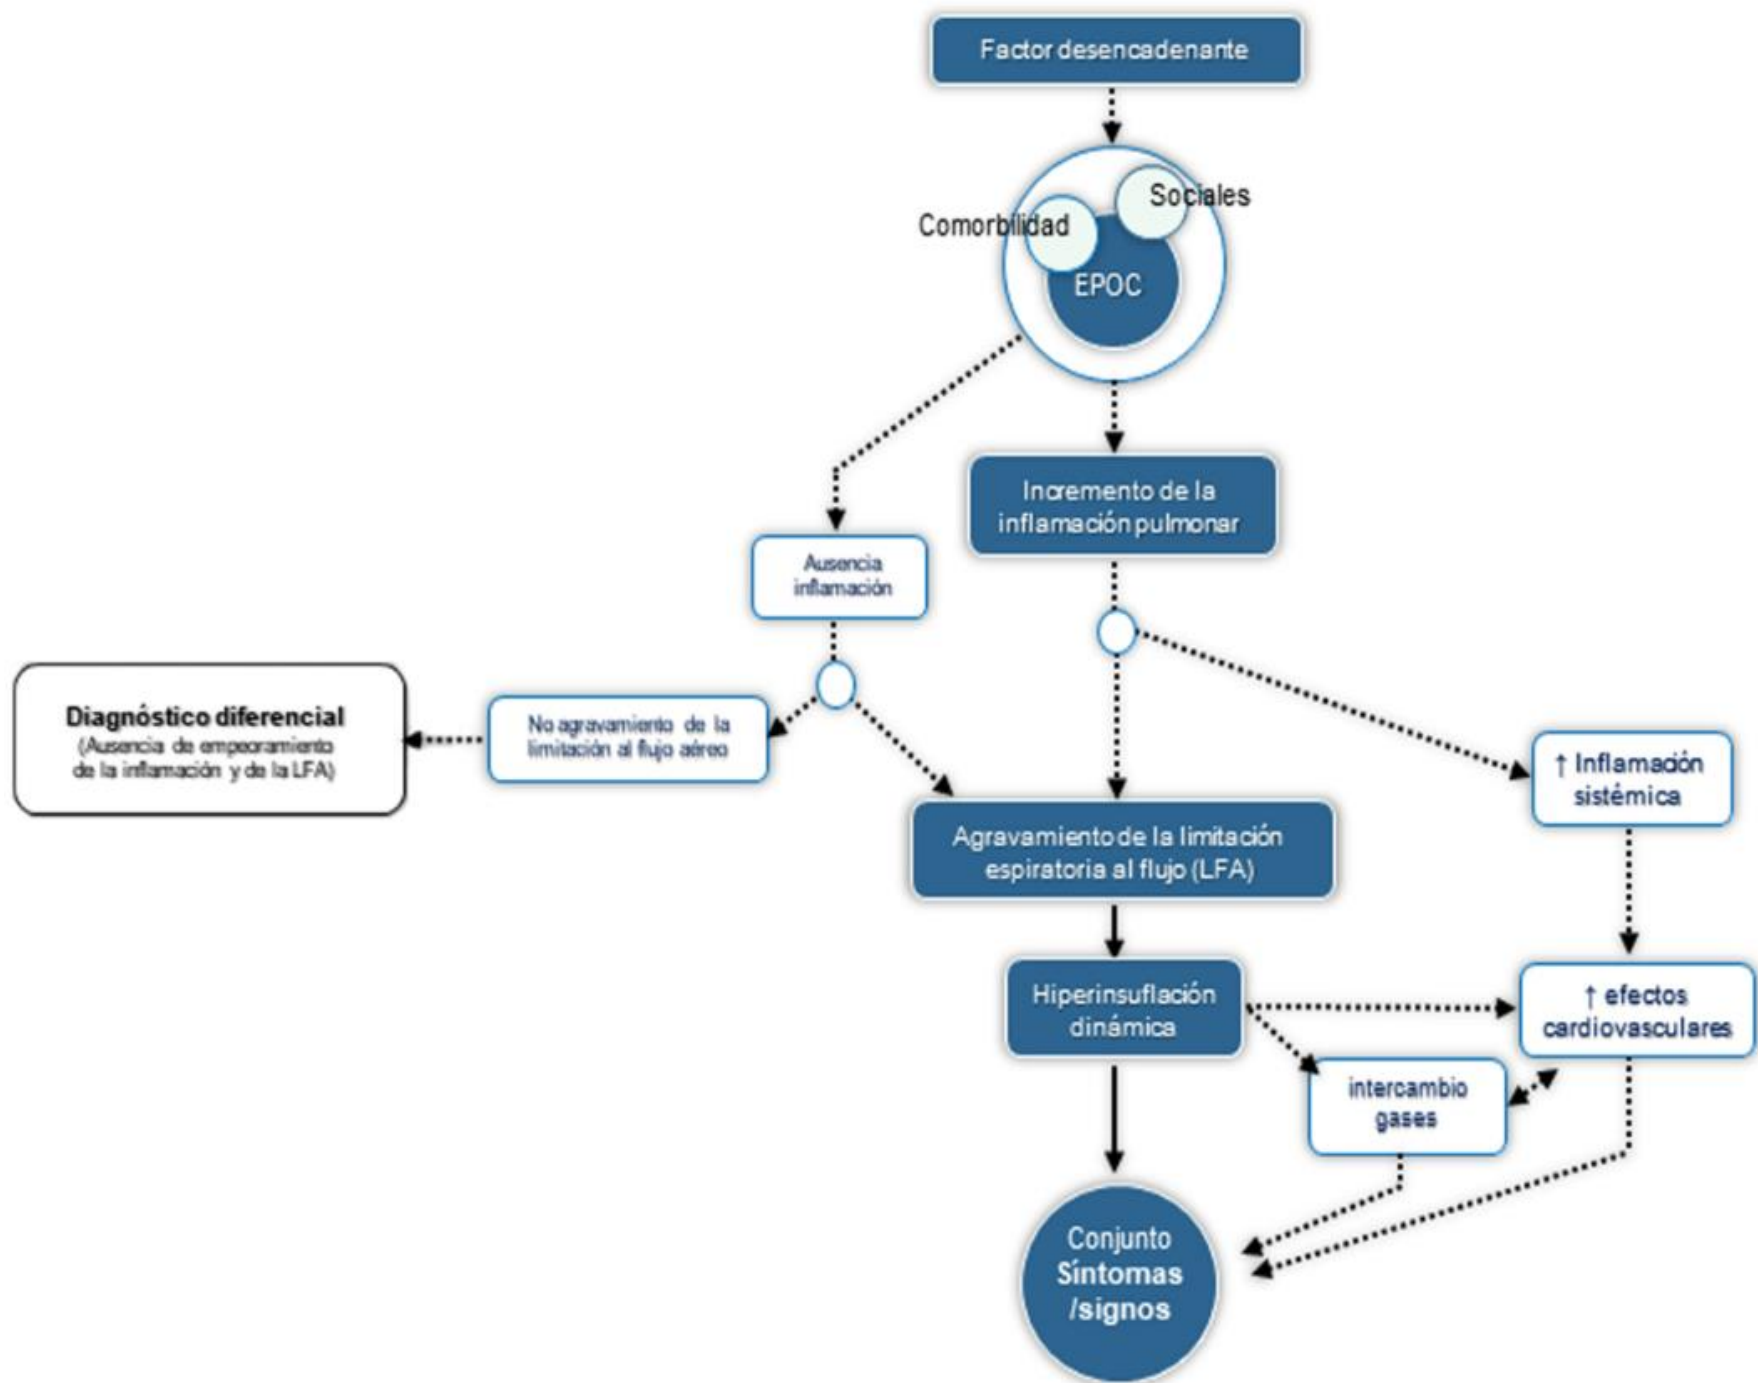 Factor desencadenante
Sociales
Comorbilidad
EPOC
Incremento de la
inflamación pulmonar
Ausencia
inflamación
Diagnóstico diferencial
(Ausencia de empeoramiento
de la inflamación y de la LFA)
No agravamiento de la
limitación al flujo aéreo
↑ Inflamación
sistémica
Agravamiento de la limitación
espiratoria al flujo (LFA)
Hiperinsuflación
dinámica
↑ efectos
cardiovasculares
intercambio
gases
Conjunto
Síntomas
/signos